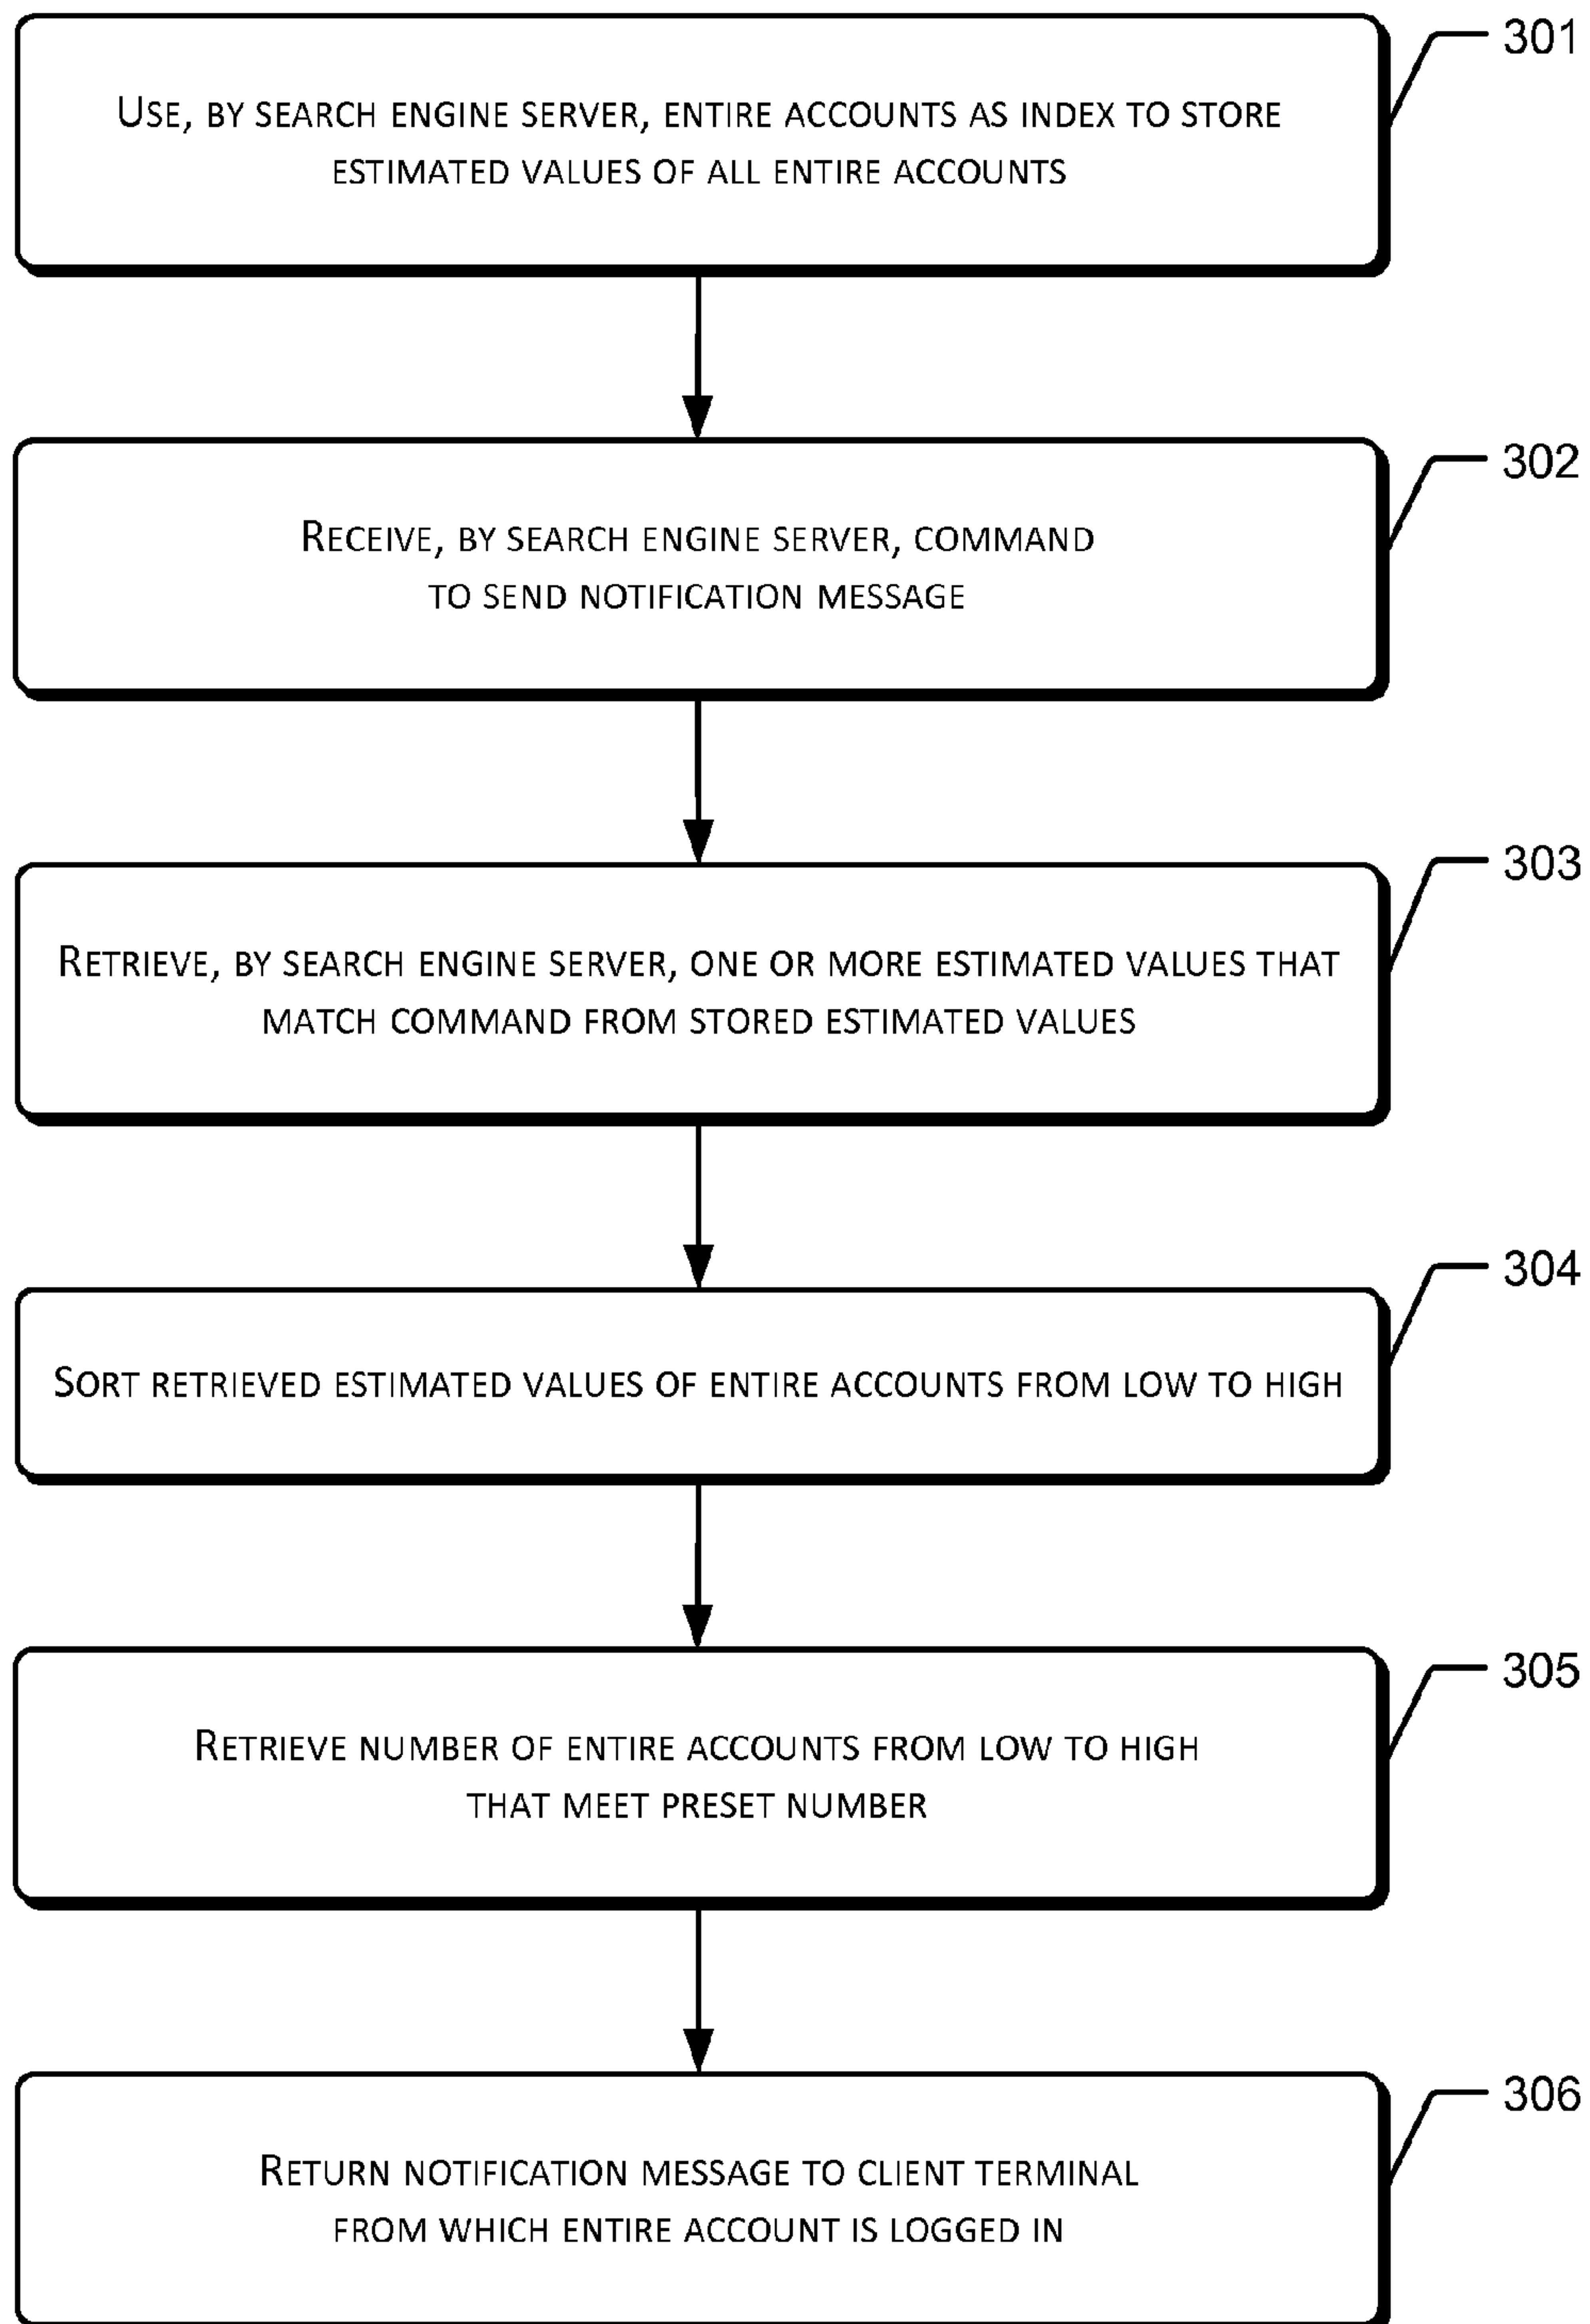 301
USE, BY SEARCH ENGINE SERVER, ENTIRE ACCOUNTS AS INDEX TO STORE
ESTIMATED VALUES OF ALL ENTIRE ACCOUNTS
302
RECEIVE, BY SEARCH ENGINE SERVER, COMMAND
TO SEND NOTIFICATION MESSAGE
303
RETRIEVE, BY SEARCH ENGINE SERVER, ONE OR MORE ESTIMATED VALUES THAT
MATCH COMMAND FROM STORED ESTIMATED VALUES
304
SORT RETRIEVED ESTIMATED VALUES OF ENTIRE ACCOUNTS FROM LOW TO HIGH
305
RETRIEVE NUMBER OF ENTIRE ACCOUNTS FROM LOW TO HIGH
THAT MEET PRESET NUMBER
306
RETURN NOTIFICATION MESSAGE TO CLIENT TERMINAL
FROM WHICH ENTIRE ACCOUNT IS LOGGED IN